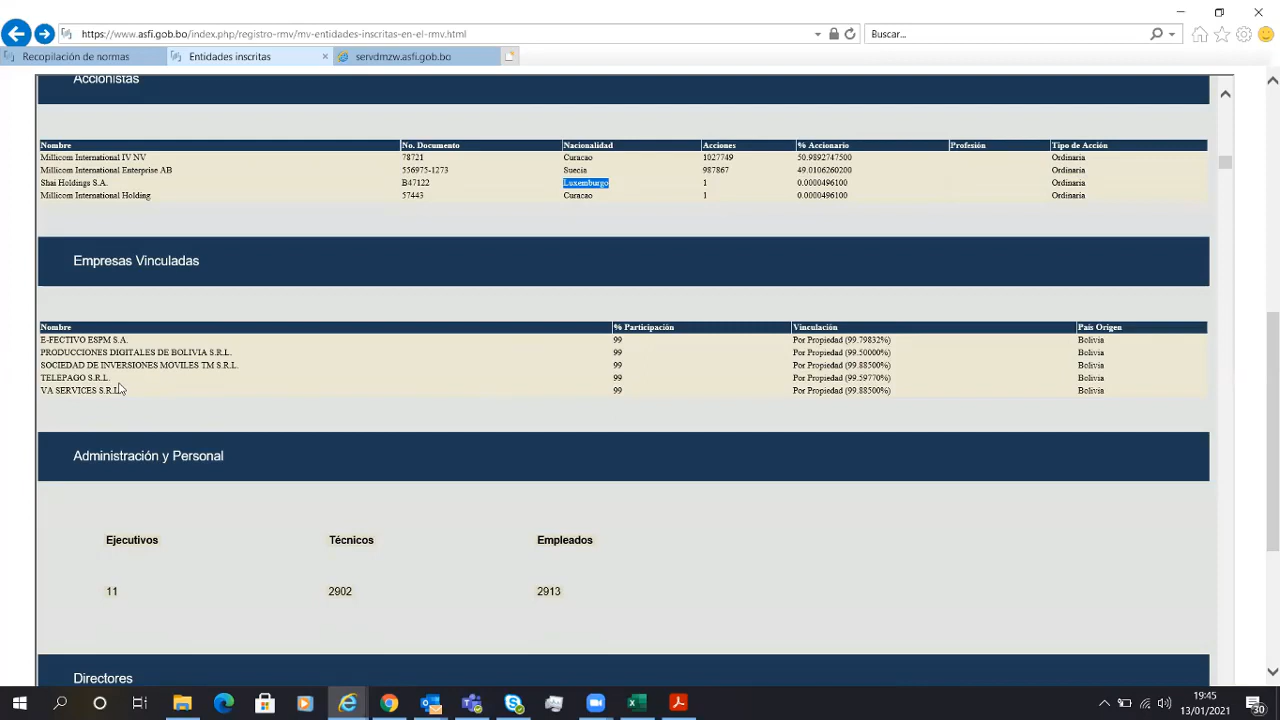 https://www.asfi.gob.bo/index.php/registro-rmv/mv-entidades-inscritas-en-el-rmv.html
Buscar...
Recopilación de normas
Entidades inscritas
servdmzw.asfi.gob.bo
Accionistas
Nombre No. Documento Nacionalidad Acciones % Accionario Profesión Tipo de Acción
Millicom International IV NV 78721 Curacao 1027749 50.9892747500 Ordinaria
Millicom International Enterprise AB 556975-1273 Suecia 987867 49.0106260200 Ordinaria
Shai Holdings S.A. B47122 Luxemburgo 1 0.0000496100 Ordinaria
Millicom International Holding 57443 Curacao 1 0.0000496100 Ordinaria
Empresas Vinculadas
Nombre % Participación Vinculación País Origen
E-FECTIVO ESPM S.A. 99 Por Propiedad (99.79832%) Bolivia
PRODUCCIONES DIGITALES DE BOLIVIA S.R.L. 99 Por Propiedad (99.50000%) Bolivia
SOCIEDAD DE INVERSIONES MOVILES TM S.R.L. 99 Por Propiedad (99.88500%) Bolivia
TELEPAGO S.R.L. 99 Por Propiedad (99.59770%) Bolivia
VA SERVICES S.R.L. 99 Por Propiedad (99.88500%) Bolivia
Administración y Personal
Ejecutivos Técnicos Empleados
11 2902 2913
Directores
19:45
13/01/2021
30